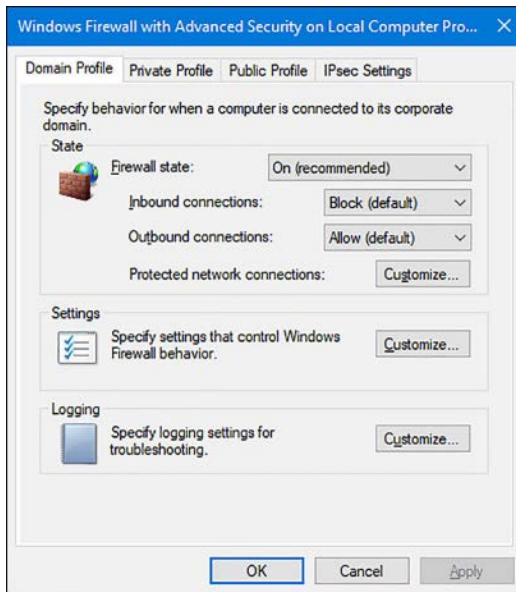 Windows Firewall with Advanced Security on Local Computer Pro...
Domain Profile Private Profile Public Profile IPsec Settings
Specify behavior for when a computer is connected to its corporate
domain.
State
Firewall state: On (recommended)
Inbound connections: Block (default)
Outbound connections: Allow (default)
Protected network connections: Customize...
Settings
Specify settings that control Windows
Firewall behavior.
Customize...
Logging
Specify logging settings for
troubleshooting.
Customize...
OK Cancel Apply